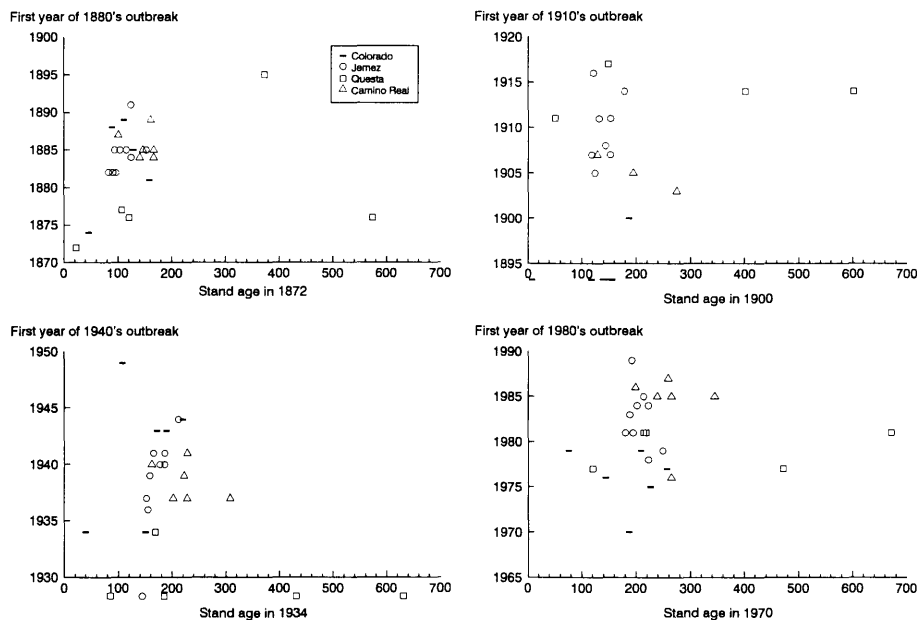 First year of 1880's outbreak
1900
1895
1890
1885
1880
1875
1870
0 100 200 300 400 500 600 700
Stand age in 1872
Colorado
Jemez
Questa
Camino Real
First year of 1910's outbreak
1920
1915
1910
1905
1900
1895
0 100 200 300 400 500 600 700
Stand age in 1900
First year of 1940's outbreak
1950
1945
1940
1935
1930
0 100 200 300 400 500 600 700
Stand age in 1934
First year of 1980's outbreak
1990
1985
1980
1975
1970
1965
0 100 200 300 400 500 600 700
Stand age in 1970